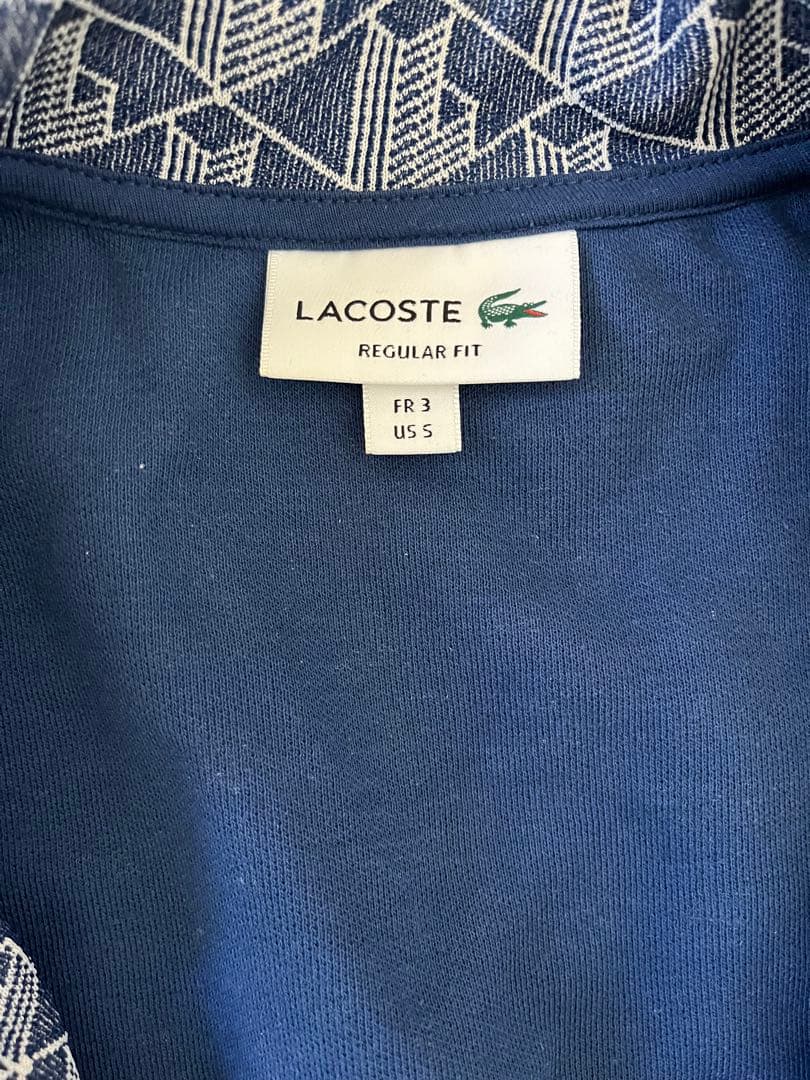 LACOSTE
REGULAR FIT
FR 3
US S